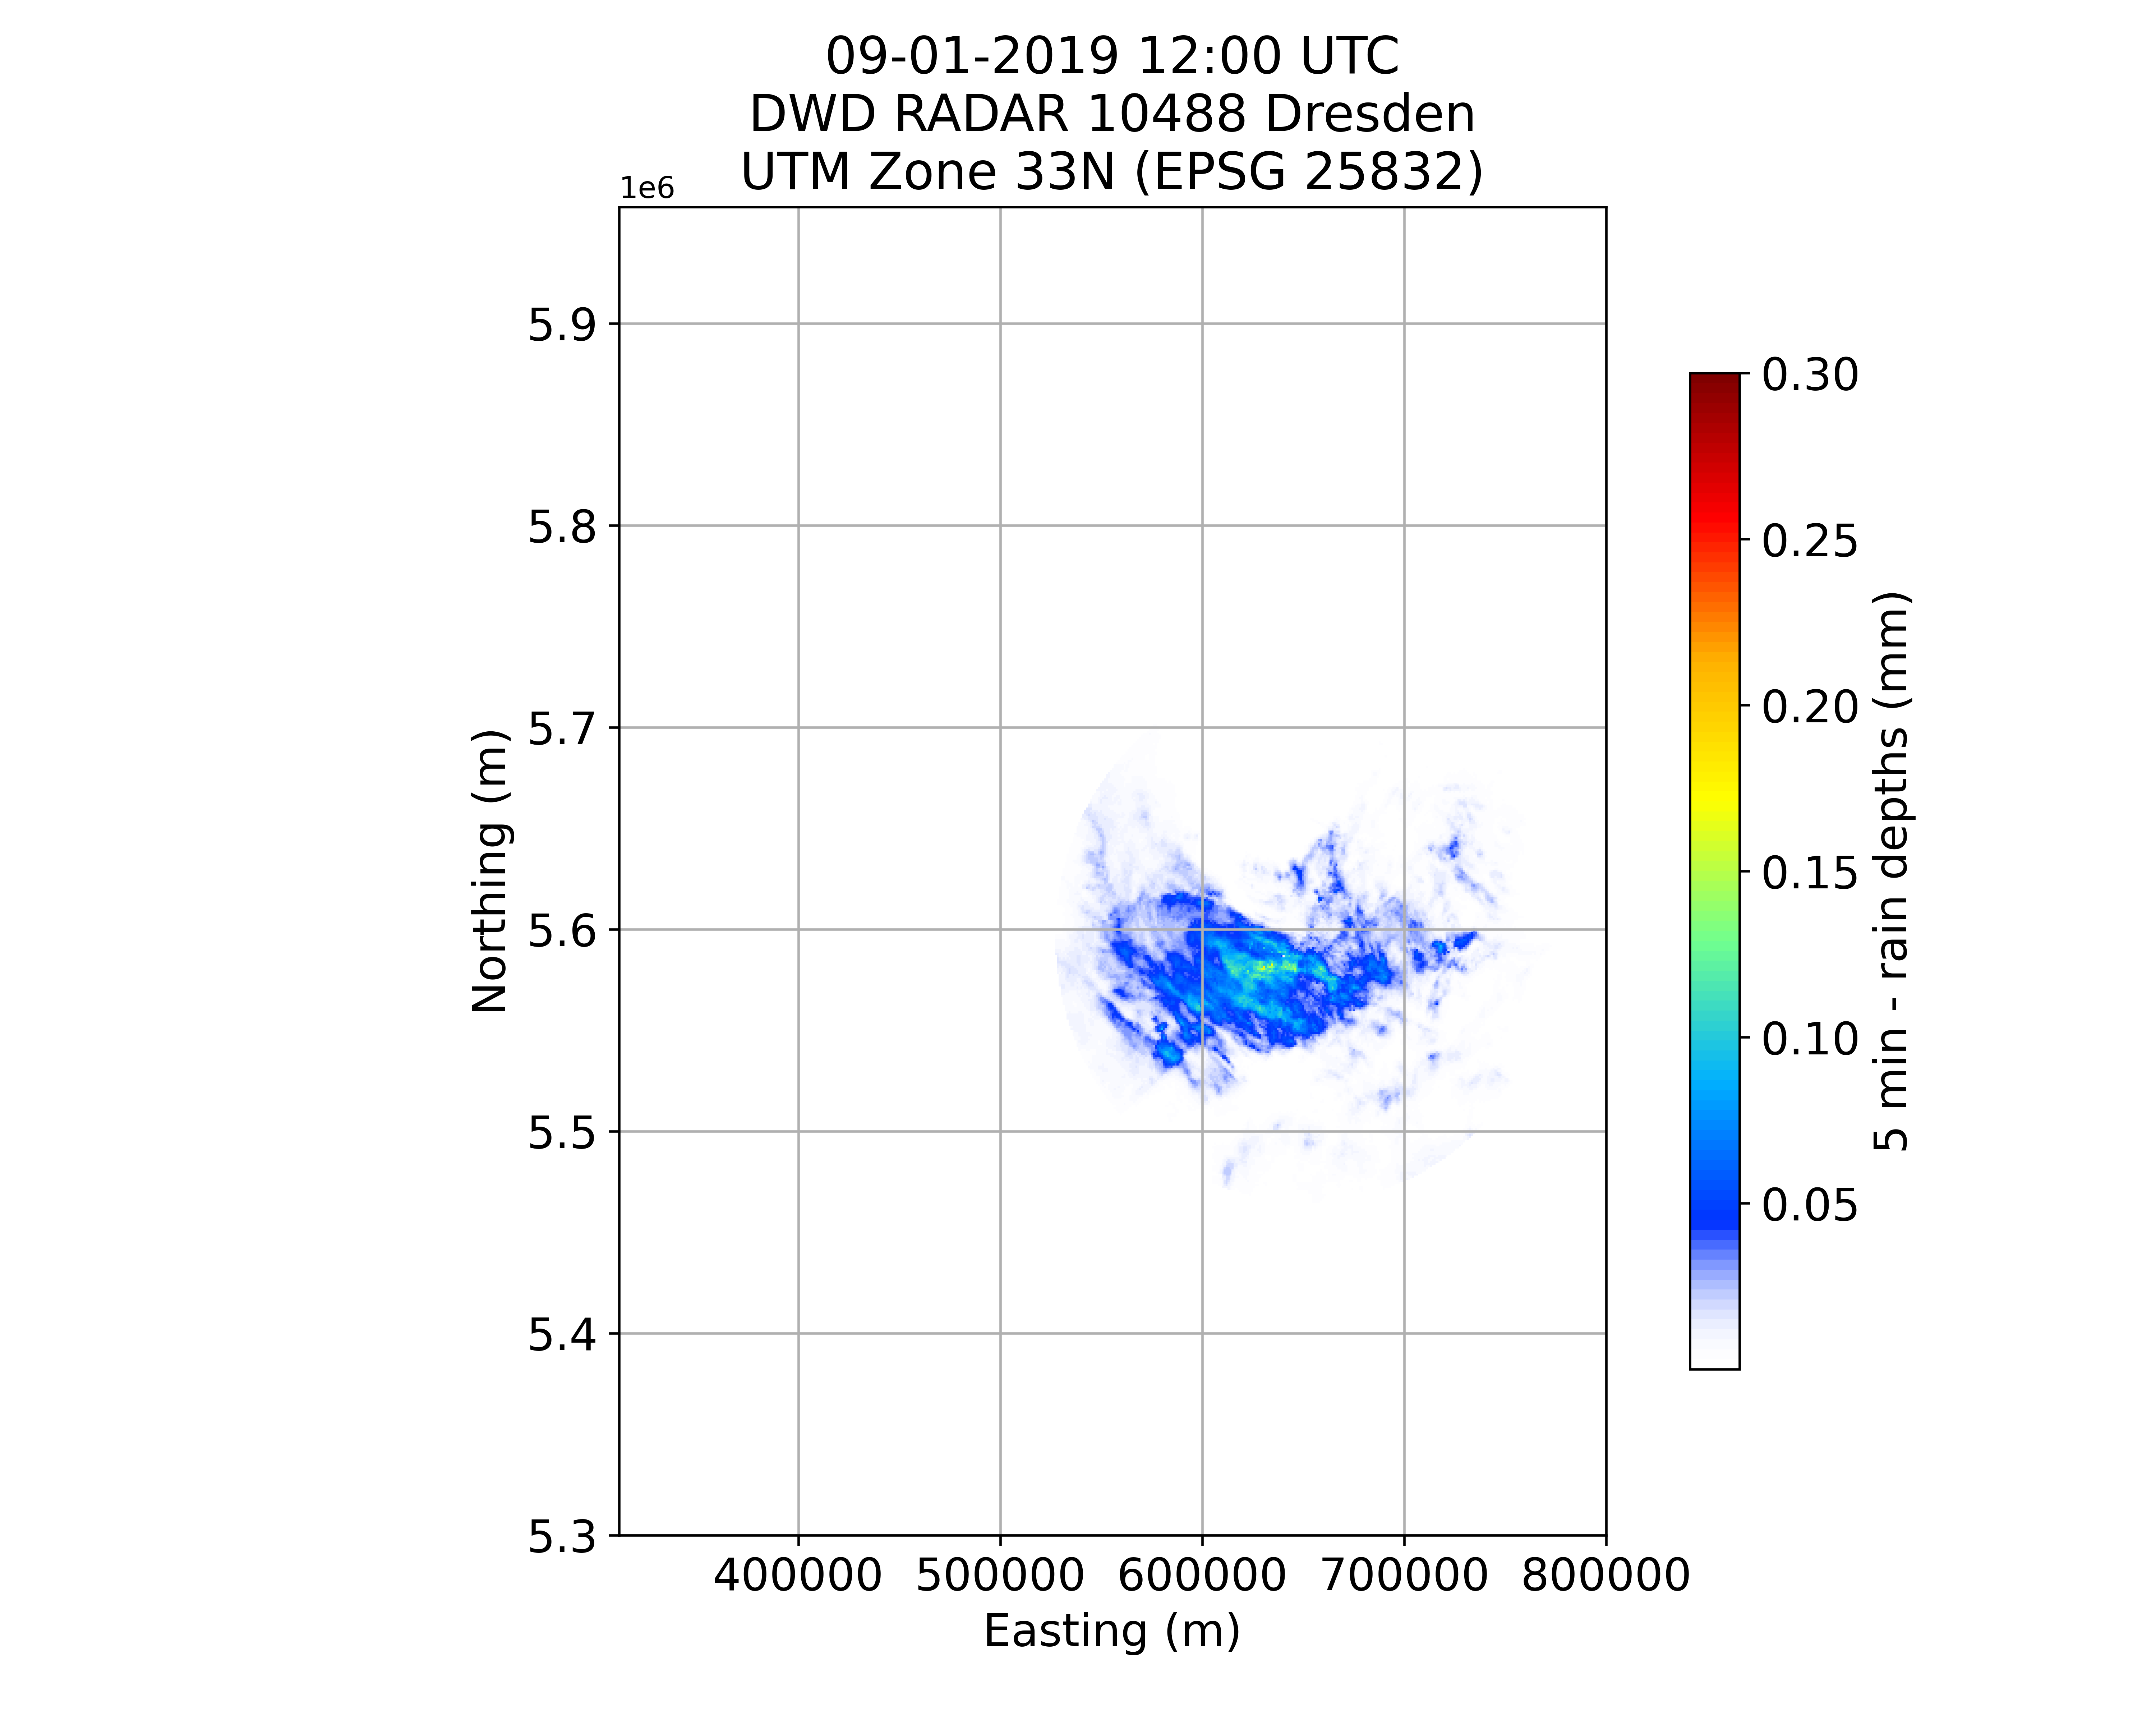 09-01-2019 12:00 UTC
DWD RADAR 10488 Dresden
UTM Zone 33N (EPSG 25832)
1e6
5.9
5.8
5.7
5.6
5.5
5.4
5.3
Northing (m)
400000 500000 600000 700000 800000
Easting (m)
0.30
0.25
0.20
0.15
0.10
0.05
5 min - rain depths (mm)